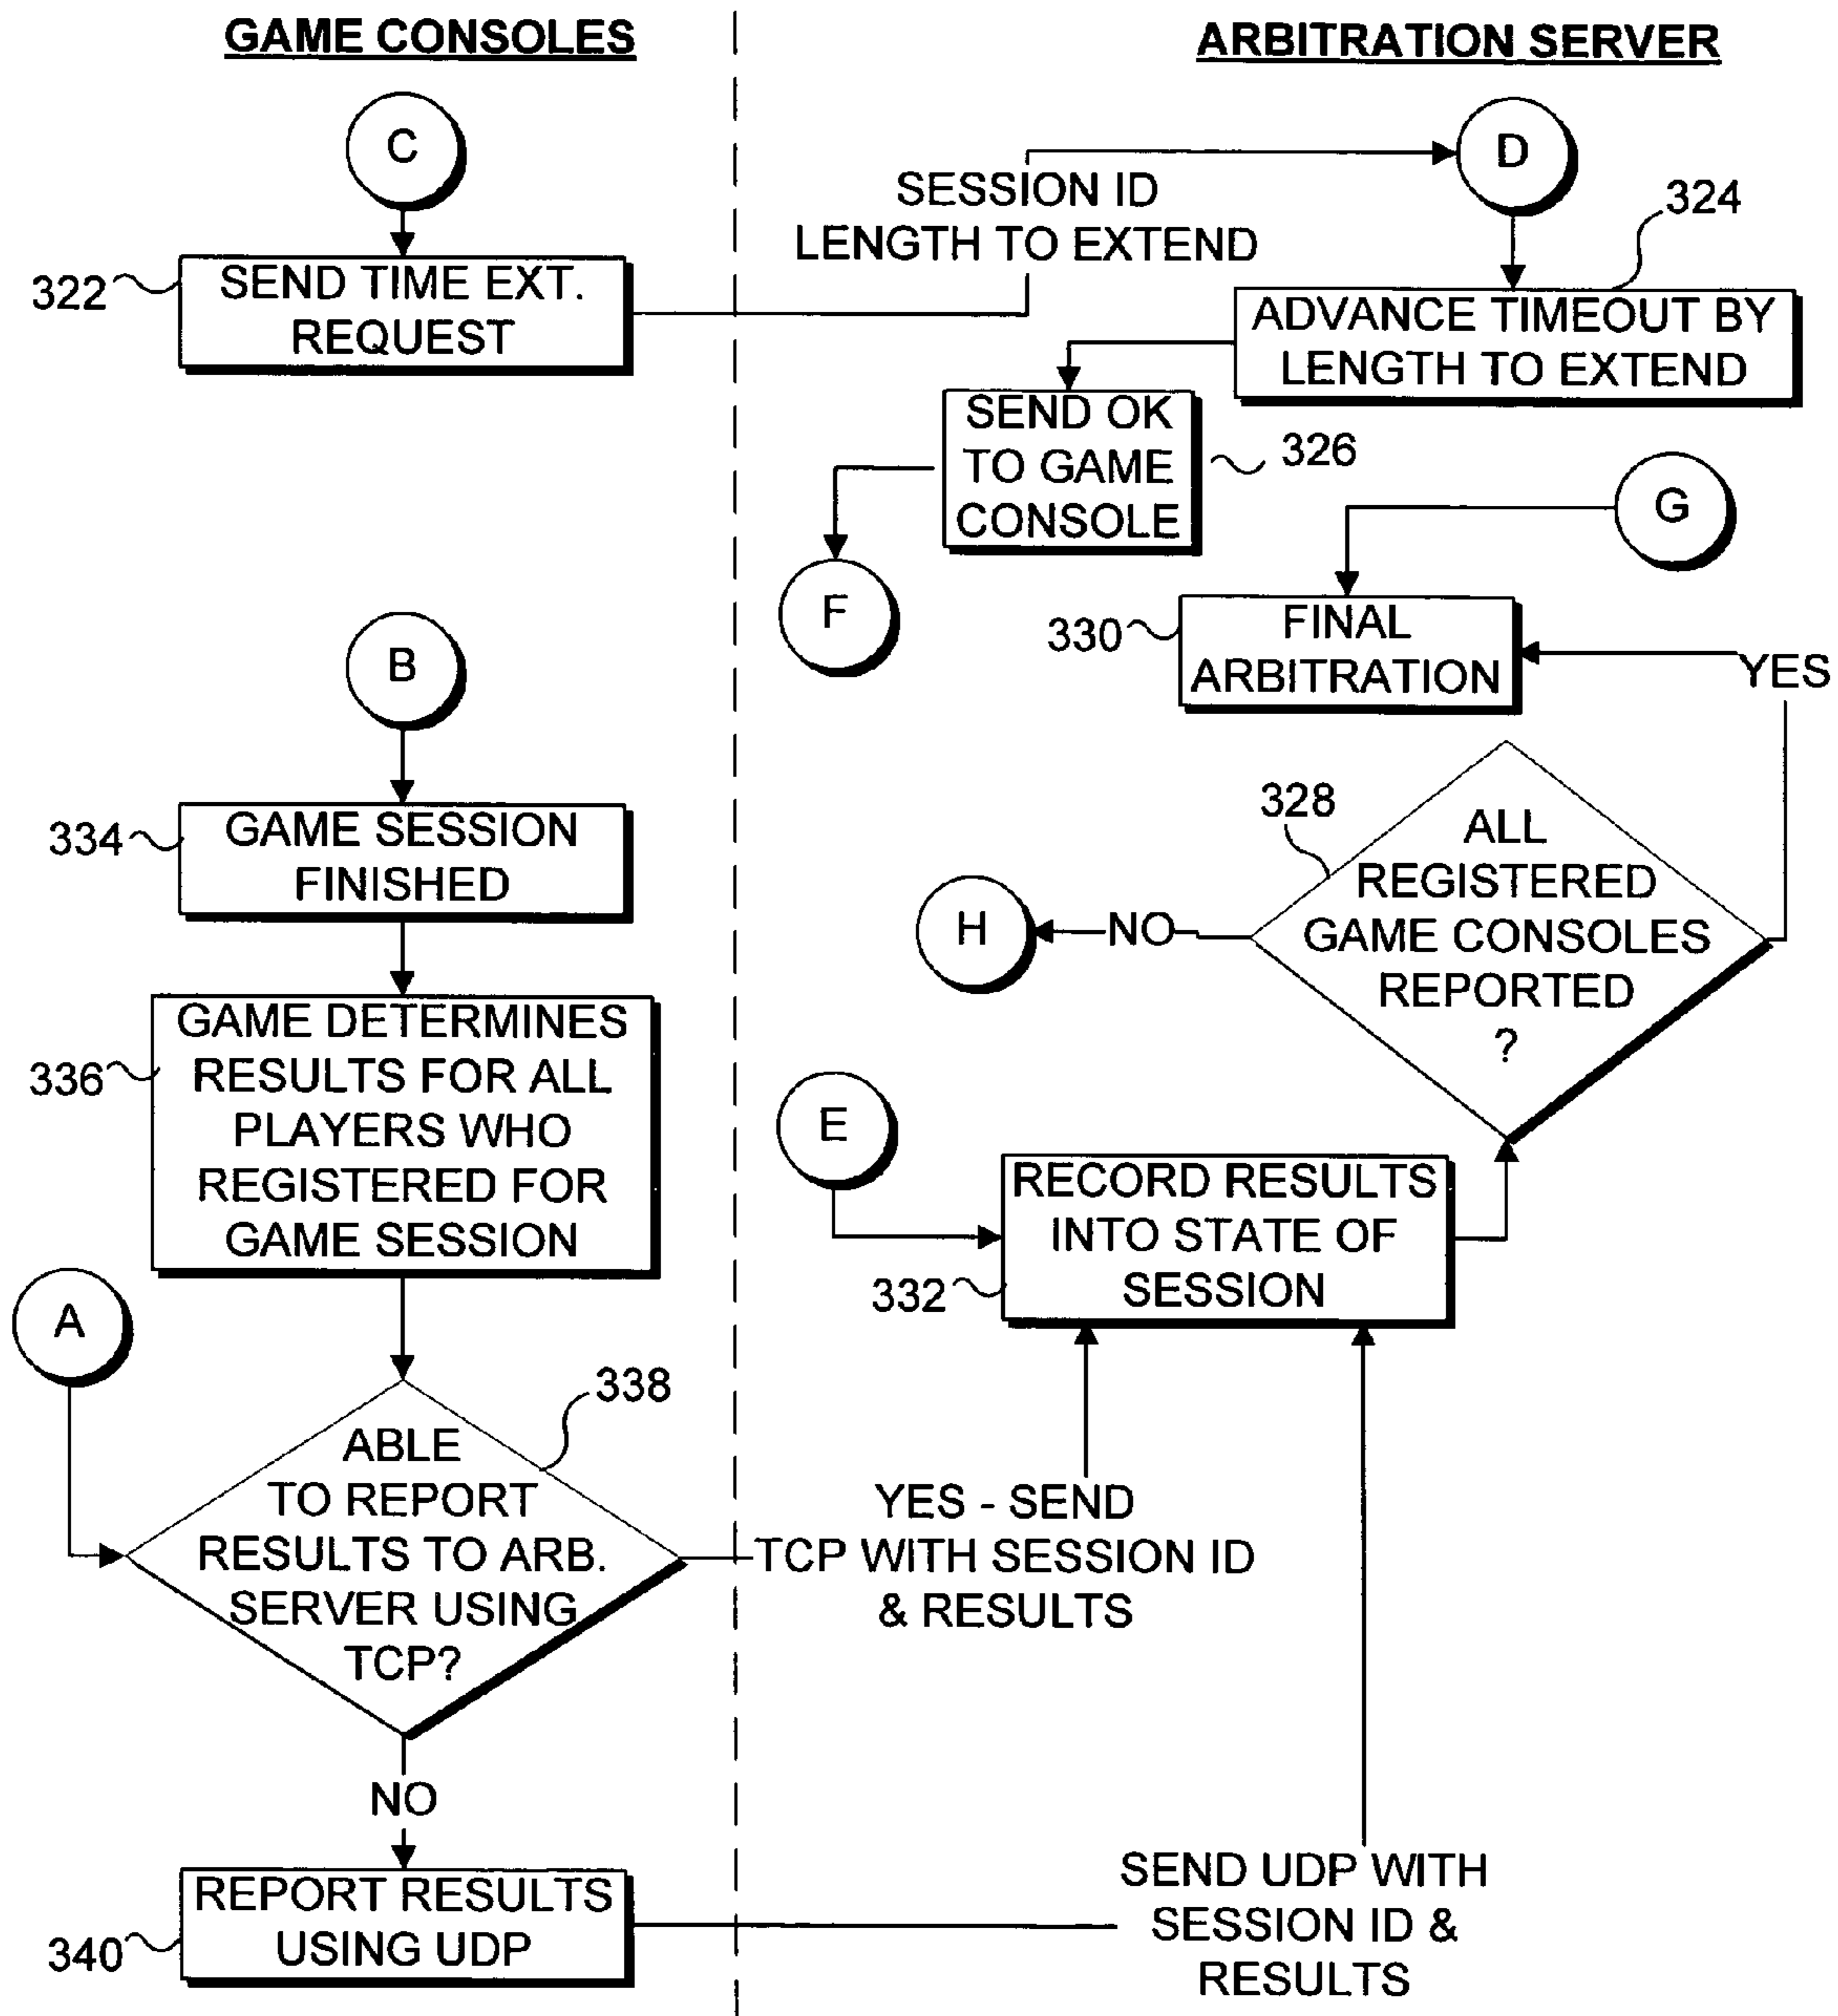 GAME CONSOLES
ARBITRATION SERVER
C
D
SESSION ID
LENGTH TO EXTEND
324
322
SEND TIME EXT.
REQUEST
ADVANCE TIMEOUT BY
LENGTH TO EXTEND
SEND OK
TO GAME
CONSOLE
326
G
F
330
FINAL
ARBITRATION
YES
B
328
ALL
REGISTERED
GAME CONSOLES
REPORTED
?
334
GAME SESSION
FINISHED
H
NO
336
GAME DETERMINES
RESULTS FOR ALL
PLAYERS WHO
REGISTERED FOR
GAME SESSION
E
RECORD RESULTS
INTO STATE OF
SESSION
332
A
338
ABLE
TO REPORT
RESULTS TO ARB.
SERVER USING
TCP?
YES - SEND
TCP WITH SESSION ID
& RESULTS
NO
340
REPORT RESULTS
USING UDP
SEND UDP WITH
SESSION ID &
RESULTS